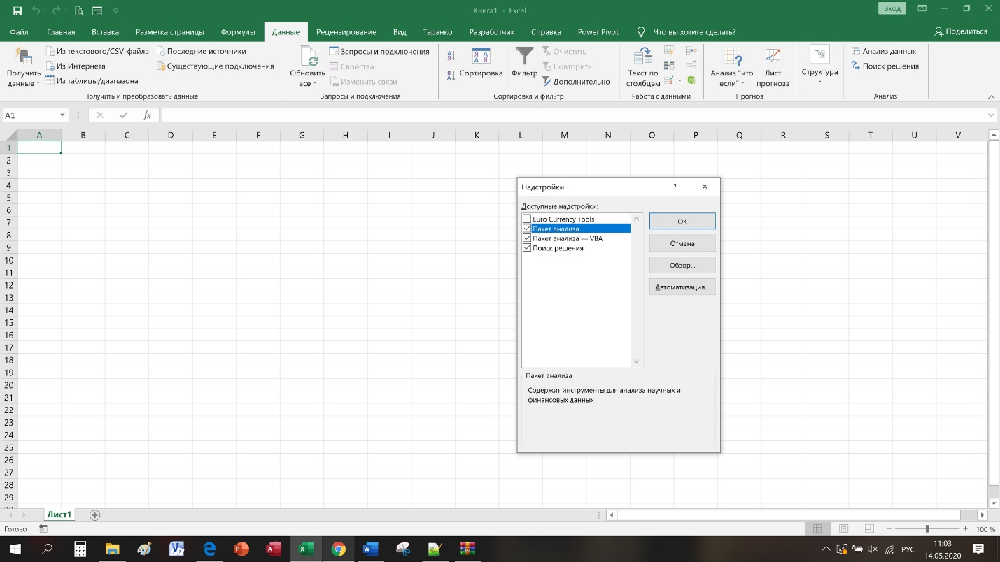 Книга1 - Excel
Вход
Файл Главная Вставка Разметка страницы Формулы Данные Рецензирование Вид Таранко Разработчик Справка Power Pivot Что вы хотите сделать? Поделиться
Получить данные
Из текстового/CSV-файла
Из Интернета
Из таблицы/диапазона
Последние источники
Существующие подключения
Получить и преобразовать данные
Обновить все
Запросы и подключения
Свойства
Изменить связи
Запросы и подключения
Сортировка
Фильтр
Очистить
Повторить
Дополнительно
Сортировка и фильтр
Текст по столбцам
Работа с данными
Анализ "что если"
Лист прогноза
Прогноз
Структура
Анализ данных
Поиск решения
Анализ
A1
fx
A B C D E F G H I J K L M N O P Q R S T U V
1
2
3
4
5
6
7
8
9
10
11
12
13
14
15
16
17
18
19
20
21
22
23
24
25
26
27
28
29
Надстройки ?
Доступные надстройки:
Euro Currency Tools
Пакет анализа
Пакет анализа — VBA
Поиск решения
ОК
Отмена
Обзор...
Автоматизация...
Пакет анализа
Содержит инструменты для анализа научных и
финансовых данных
Лист1
Готово
100 %
РУС
11:03
14.05.2020